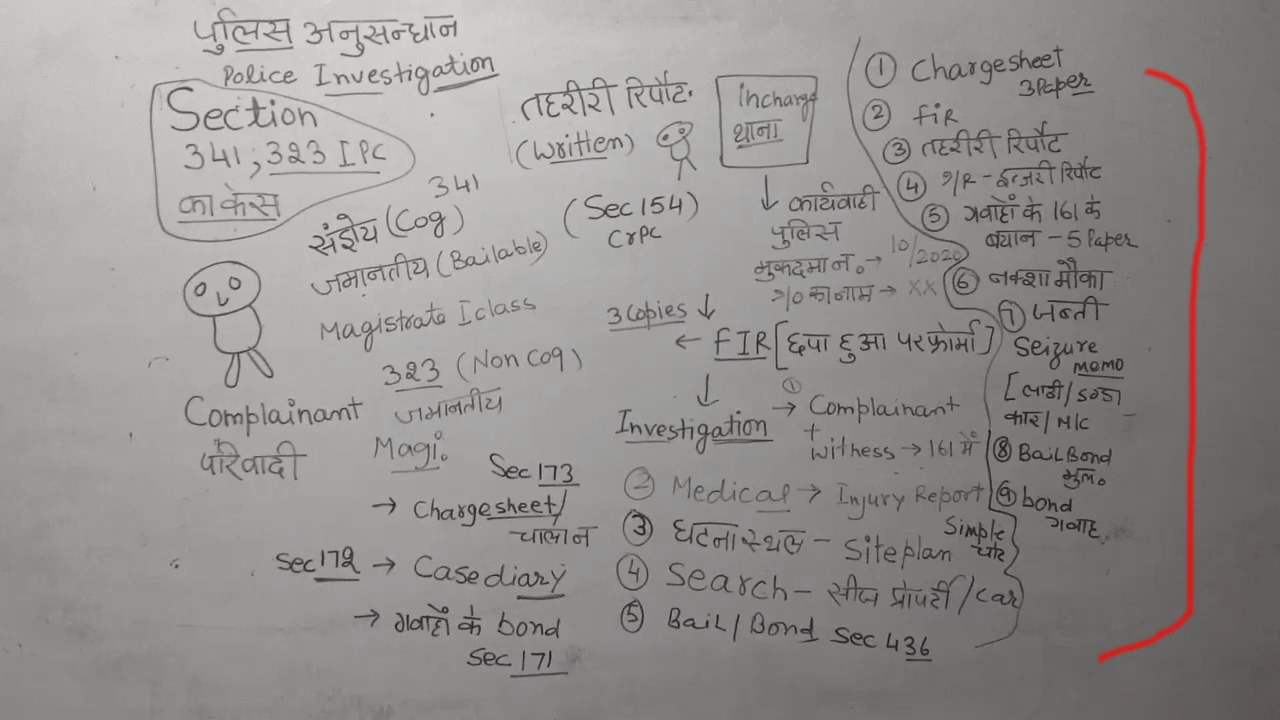 पुलिस अनुसन्धान
Police Investigation
Section
341, 323 IPC
का केस
तहरीरी रिपोर्ट.
(Written)
(Sec 154)
CrPC
341
संज्ञेय (Cog)
जमानतीय (Bailable)
Magistrate I class
323 (Non Cog)
जमानतीय
Magi:
Complainant
परिवादी
Sec 173
→ Chargesheet/
चालान
Sec 172 → Case diary
→ गवाहों के bond
Sec 171
Incharge
थाना
↓ कार्यवाही
पुलिस
मुकदमा न. → 10/2020
I/O का नाम → XX
3 Copies ↓
← FIR [छपा हुआ परफोर्मा]
↓
Investigation → ① Complainant
+
Witness → 161 में
② Medical → Injury Report
Simple
चोट
③ घटनास्थल - Siteplan
④ Search - सीज प्रोपर्टी/Car
⑤ Bail/Bond Sec 436
① Chargesheet
3 Paper
② FiR
③ तहरीरी रिपोर्ट
④ I/R - इन्जरी रिपोर्ट
⑤ गवाहों के 161 के
बयान - 5 Paper
⑥ नक्शा मौका
⑦ जब्ती
Seizure
memo
[लाठी/डण्डा
कार/M/C
⑧ Bail Bond
मुल.
⑨ bond
गवाह